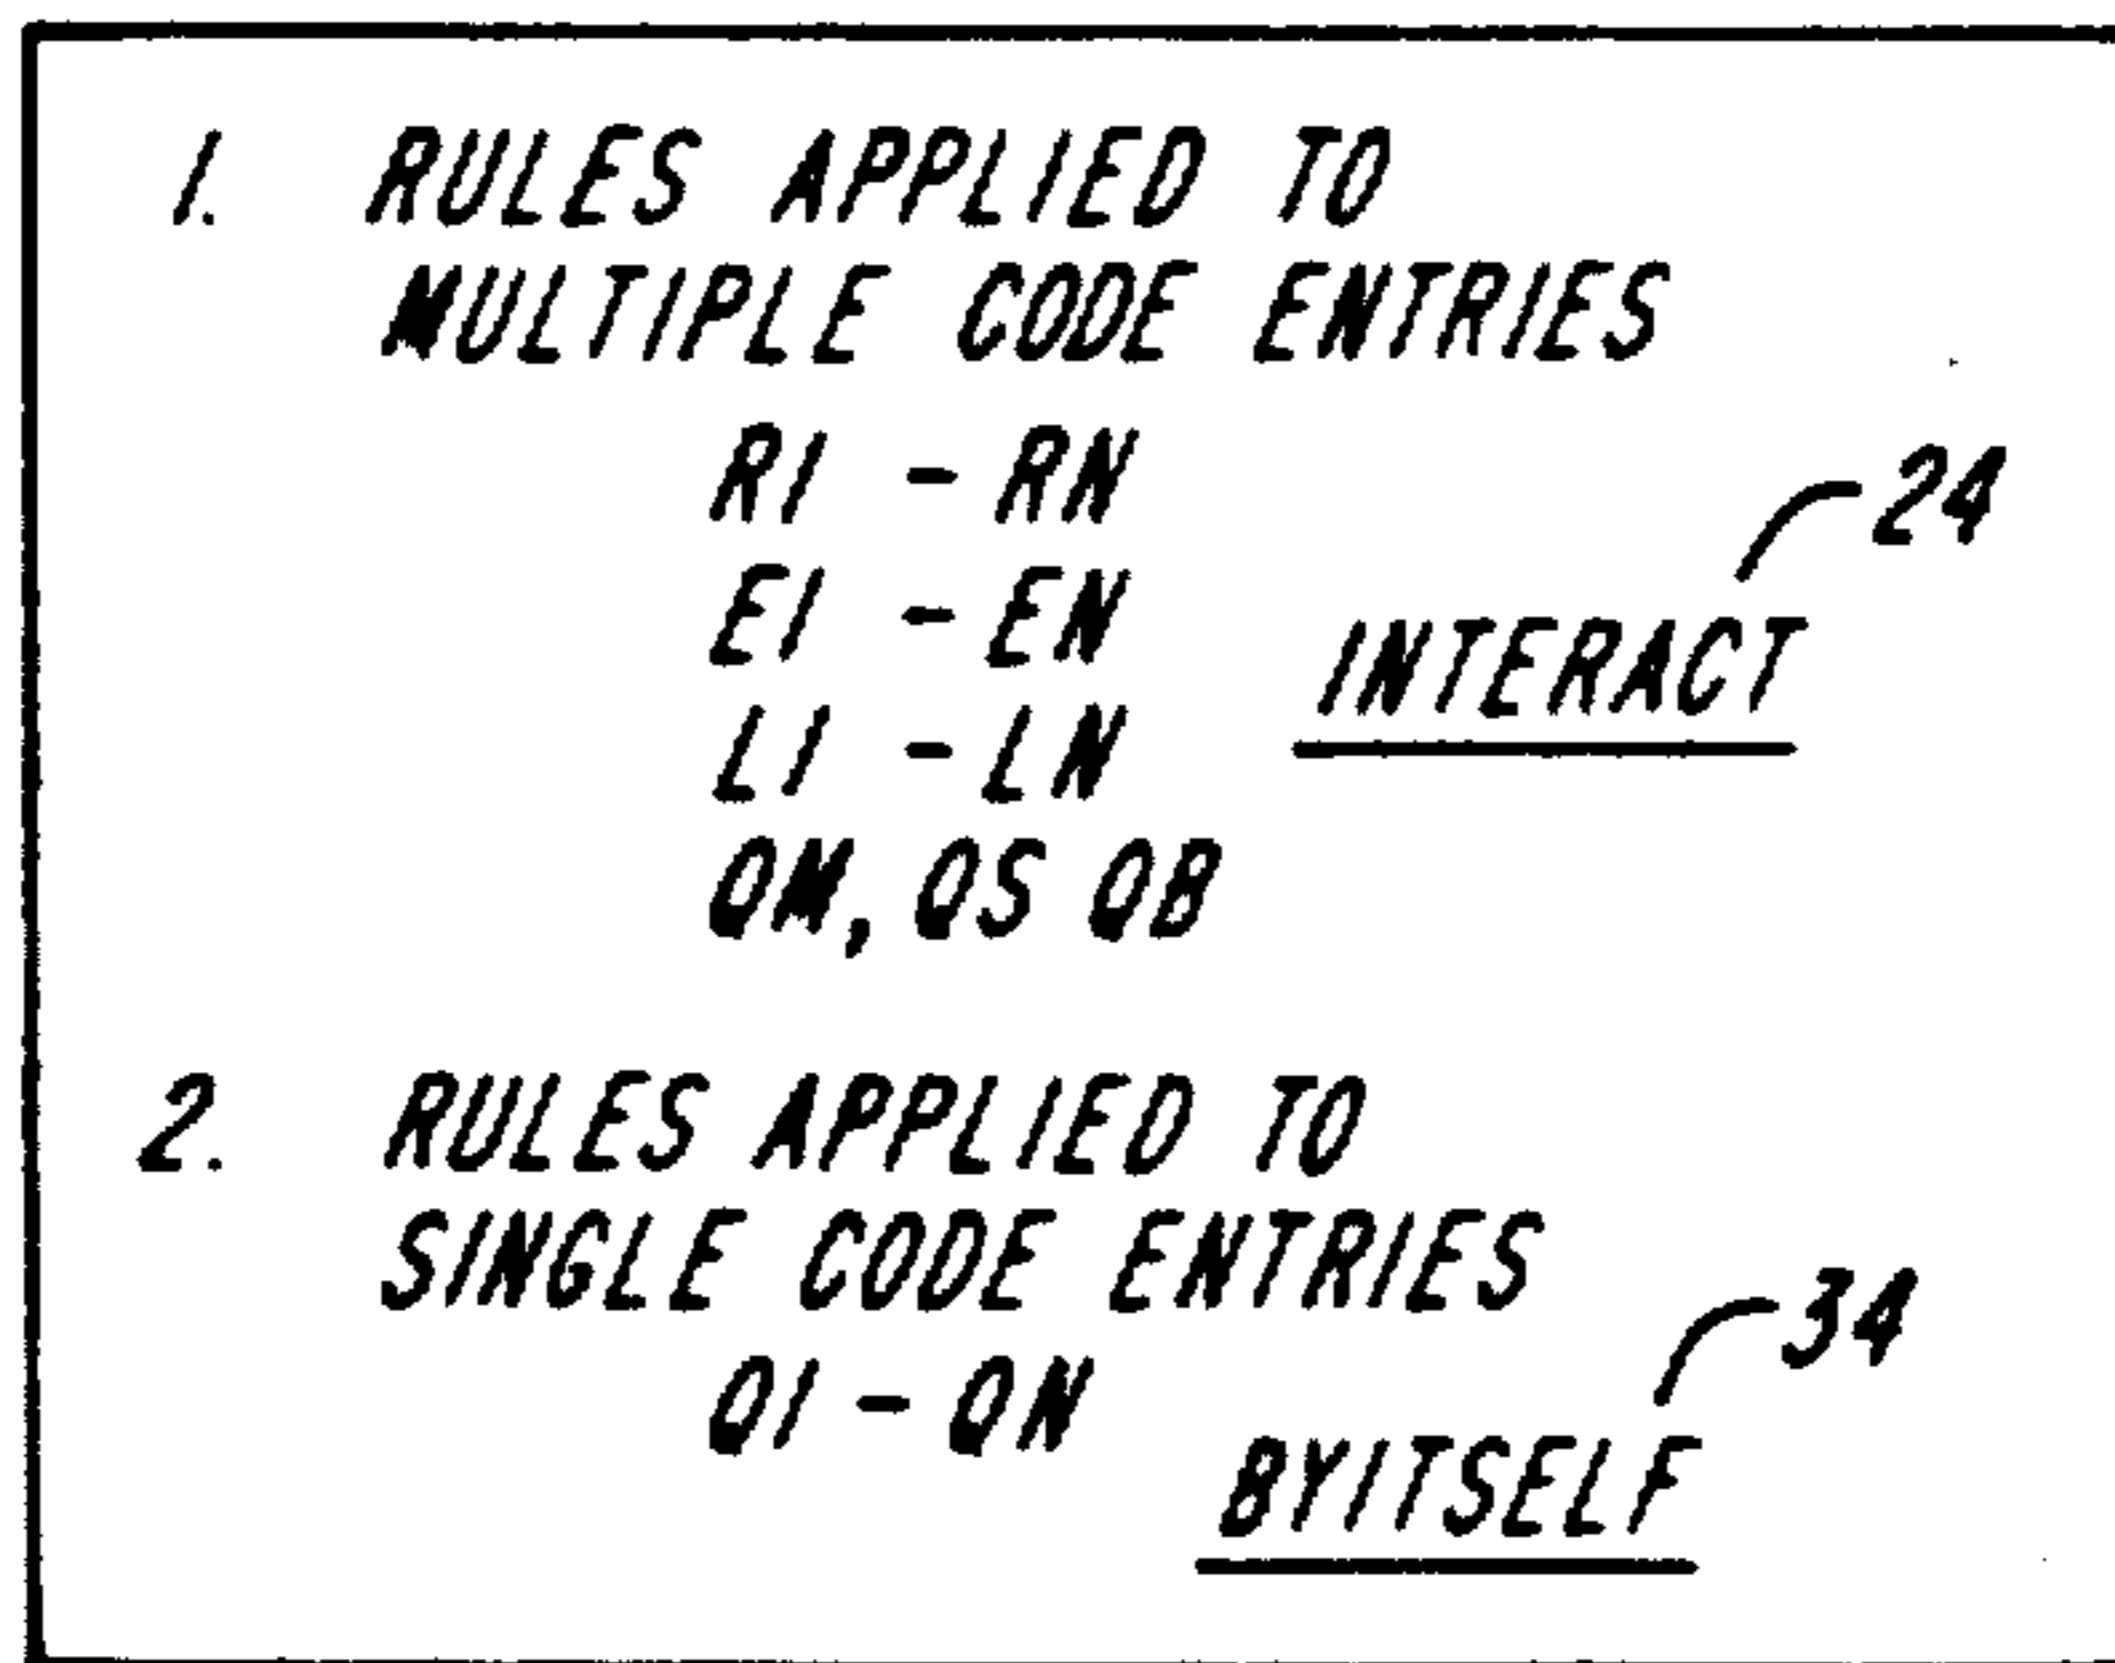 1. RULES APPLIED TO
MULTIPLE CODE ENTRIES
R1 - RN
24
E1 - EN
INTERACT
L1 - LN
QM, QS QB
2. RULES APPLIED TO
SINGLE CODE ENTRIES
34
Q1 - QN
BYITSELF